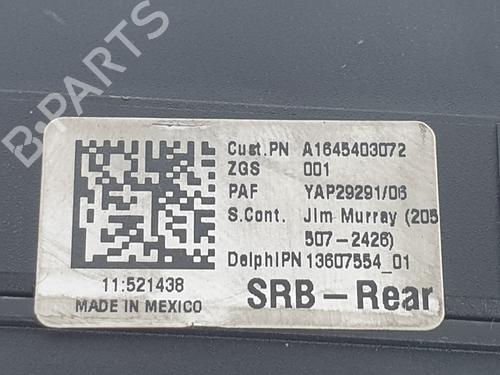 B-PARTS
Cust.PN A1645403072
ZGS 001
PAF YAP29291/06
S.Cont. Jim Murray (205
507-2426)
DelphiPN 13607554_01
11:521438
MADE IN MEXICO
SRB-Rear